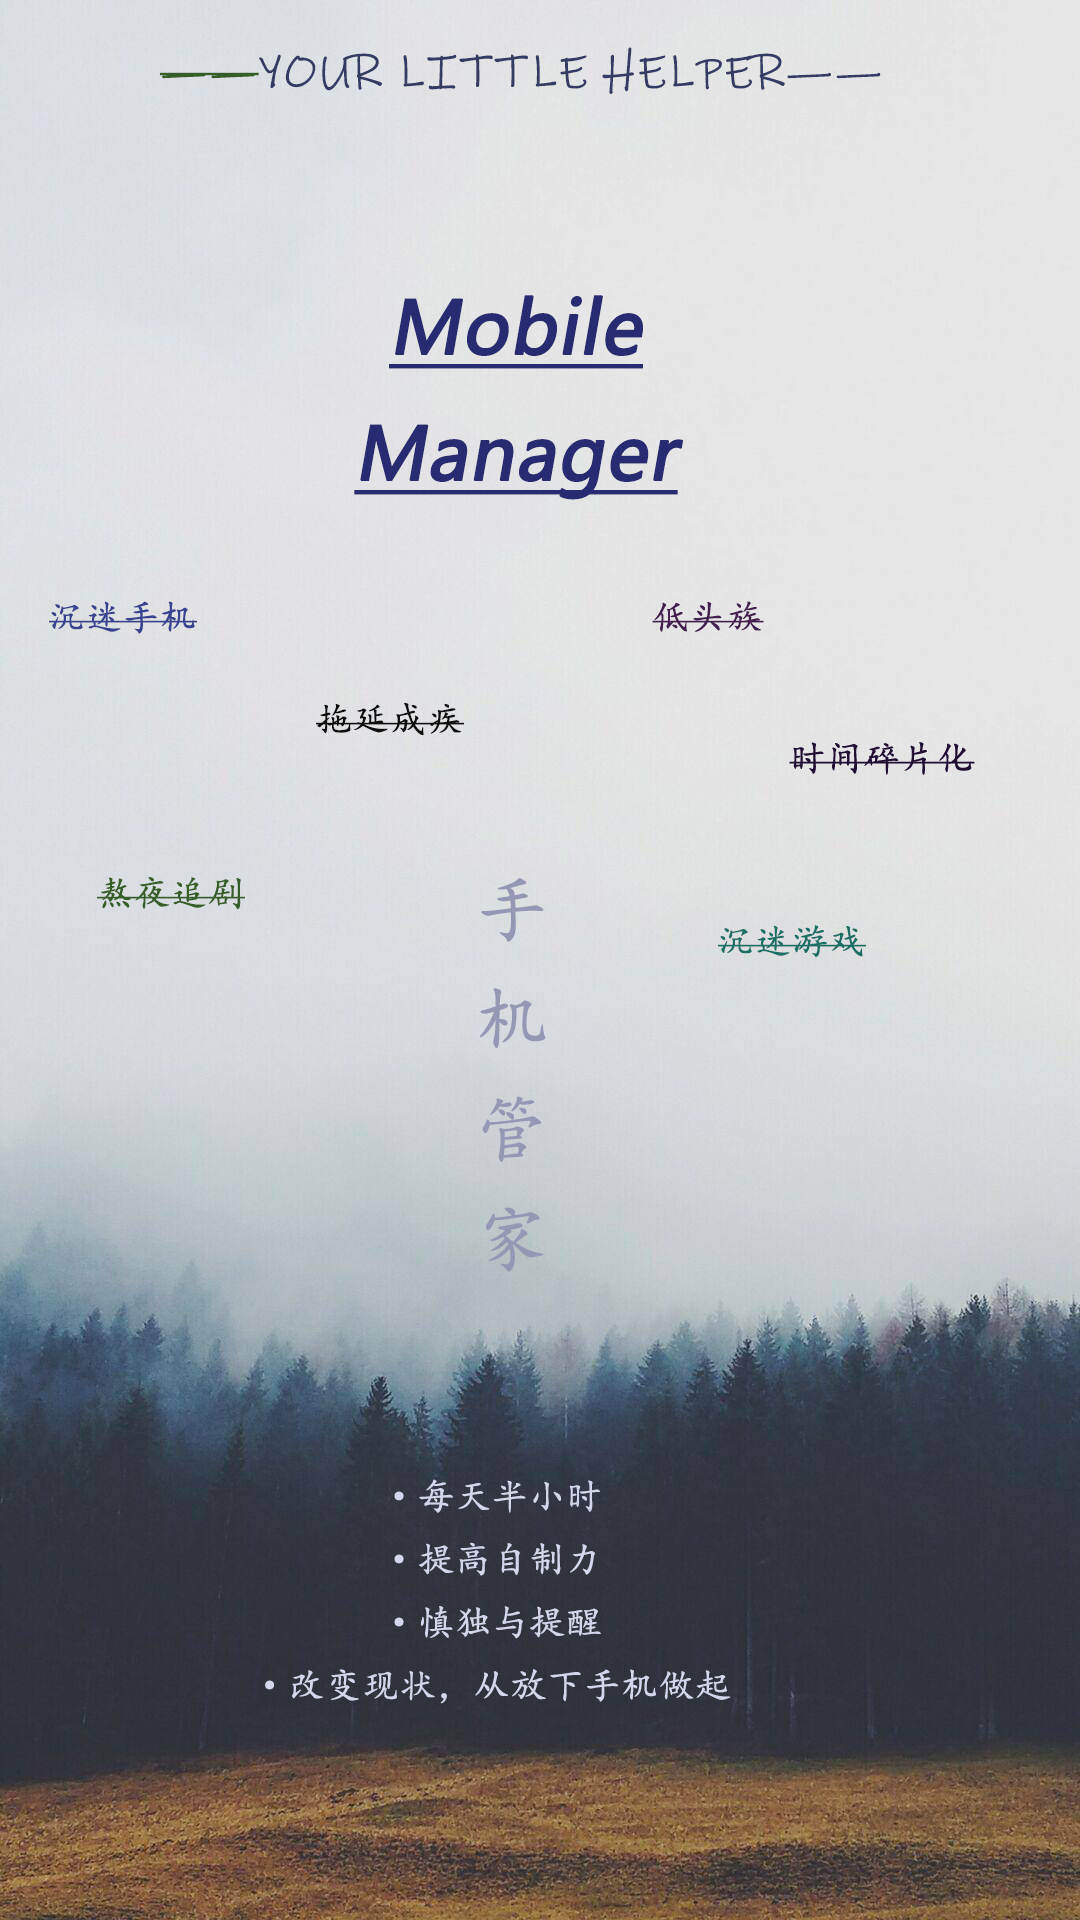 ——YOUR LITTLE HELPER——
Mobile
Manager
沉迷手机
低头族
拖延成疾
时间碎片化
熬夜追剧
沉迷游戏
手
机
管
家
• 每天半小时
• 提高自制力
• 慎独与提醒
• 改变现状，从放下手机做起